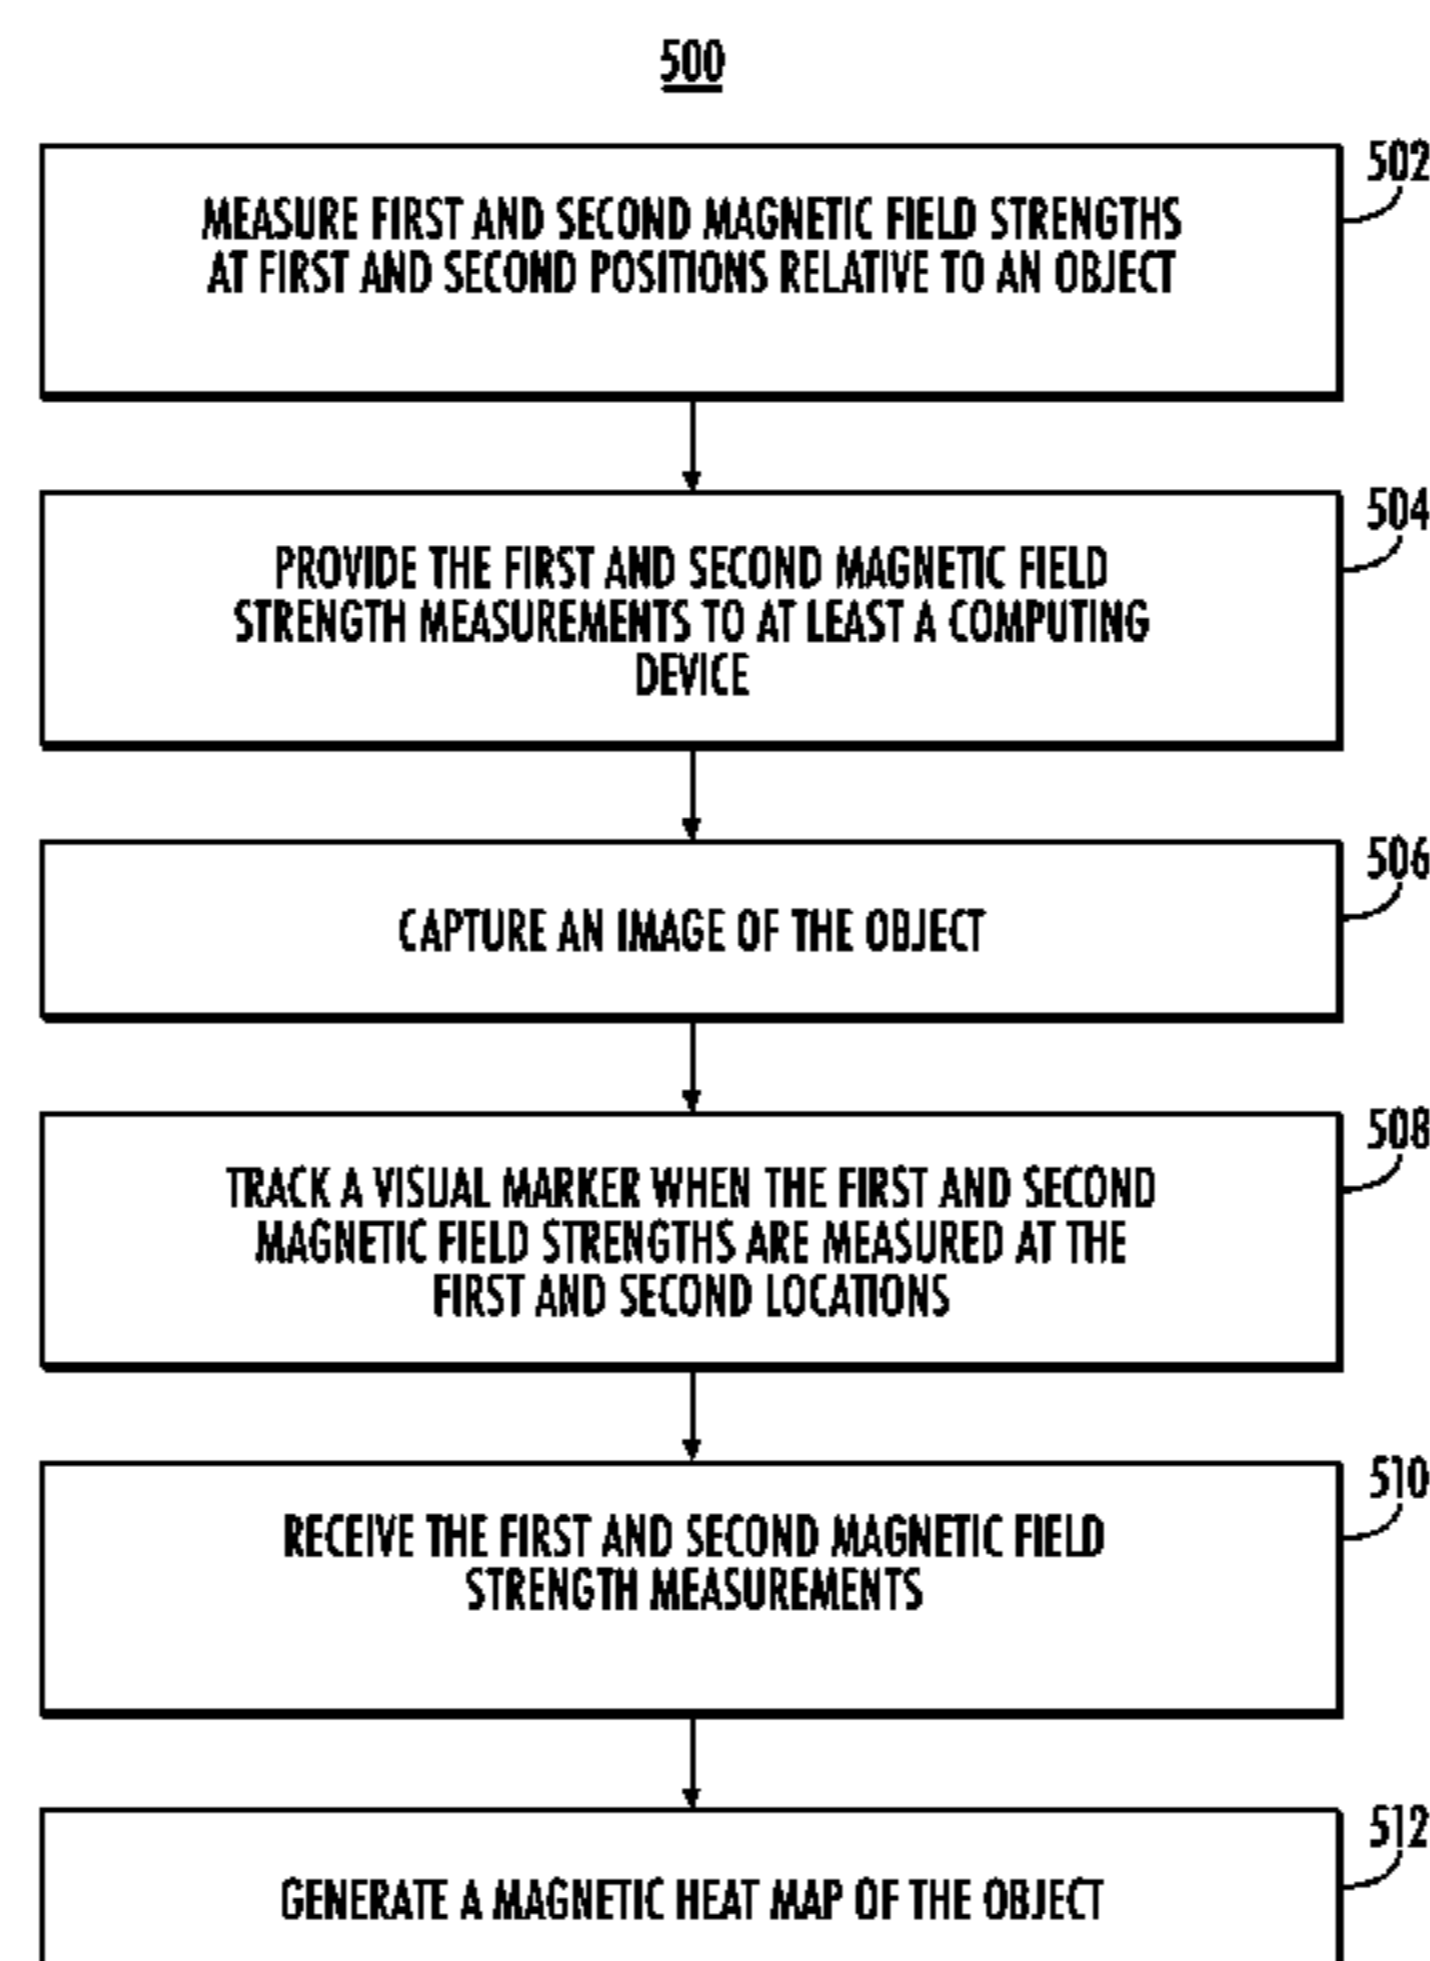 500
502
MEASURE FIRST AND SECOND MAGNETIC FIELD STRENGTHS
AT FIRST AND SECOND POSITIONS RELATIVE TO AN OBJECT
504
PROVIDE THE FIRST AND SECOND MAGNETIC FIELD
STRENGTH MEASUREMENTS TO AT LEAST A COMPUTING
DEVICE
506
CAPTURE AN IMAGE OF THE OBJECT
508
TRACK A VISUAL MARKER WHEN THE FIRST AND SECOND
MAGNETIC FIELD STRENGTHS ARE MEASURED AT THE
FIRST AND SECOND LOCATIONS
510
RECEIVE THE FIRST AND SECOND MAGNETIC FIELD
STRENGTH MEASUREMENTS
512
GENERATE A MAGNETIC HEAT MAP OF THE OBJECT